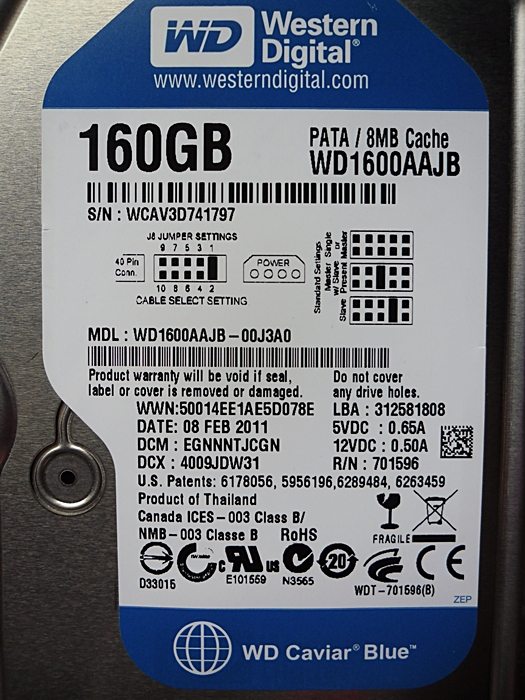 WD Western
Digital®
www.westerndigital.com
160GB
PATA / 8MB Cache
WD1600AAJB
S/N : WCAV3D741797
J8 JUMPER SETTINGS
9 7 5 3 1
40 Pin
Conn.
10 8 6 4 2
CABLE SELECT SETTING
POWER
Standard Settings
Master Single
w/ Slave or
Slave Present Master
MDL : WD1600AAJB-00J3A0
Product warranty will be void if seal,
label or cover is removed or damaged.
Do not cover
any drive holes.
WWN:50014EE1AE5D078E
LBA : 312581808
DATE: 08 FEB 2011
5VDC : 0.65A
DCM : EGNNNTJCGN
12VDC : 0.50A
DCX : 4009JDW31
R/N : 701596
U.S. Patents: 6178056, 5956196,6289484, 6263459
Product of Thailand
Canada ICES-003 Class B/
NMB-003 Classe B RoHS
FRAGILE
c UR us
20
CE
D33015
E101559
N3565
WDT-701596(B)
ZEP
WD Caviar® Blue™